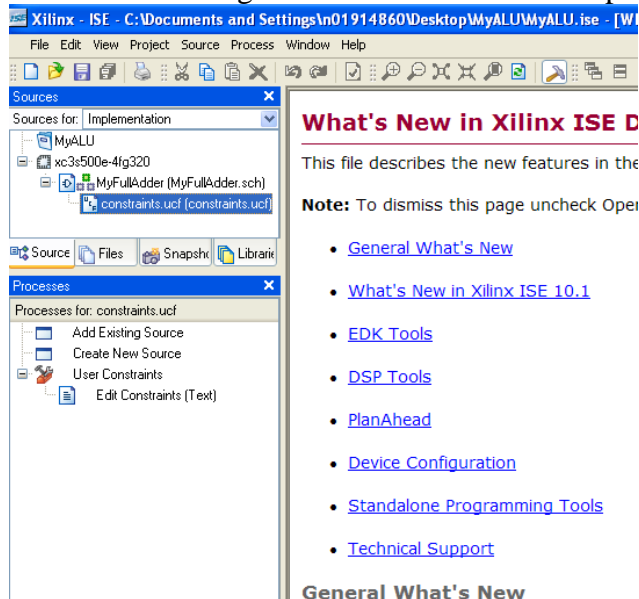 Xilinx - ISE - C:\Documents and Settings\n01914860\Desktop\MyALU\MyALU.ise - [W
File Edit View Project Source Process Window Help
Sources
Sources for: Implementation
MyALU
xc3s500e-4fg320
MyFullAdder (MyFullAdder.sch)
constraints.ucf (constraints.ucf)
Source Files Snapsho Librarie
Processes
Processes for: constraints.ucf
Add Existing Source
Create New Source
User Constraints
Edit Constraints (Text)
What's New in Xilinx ISE D
This file describes the new features in the
Note: To dismiss this page uncheck Oper
General What's New
What's New in Xilinx ISE 10.1
EDK Tools
DSP Tools
PlanAhead
Device Configuration
Standalone Programming Tools
Technical Support
General What's New